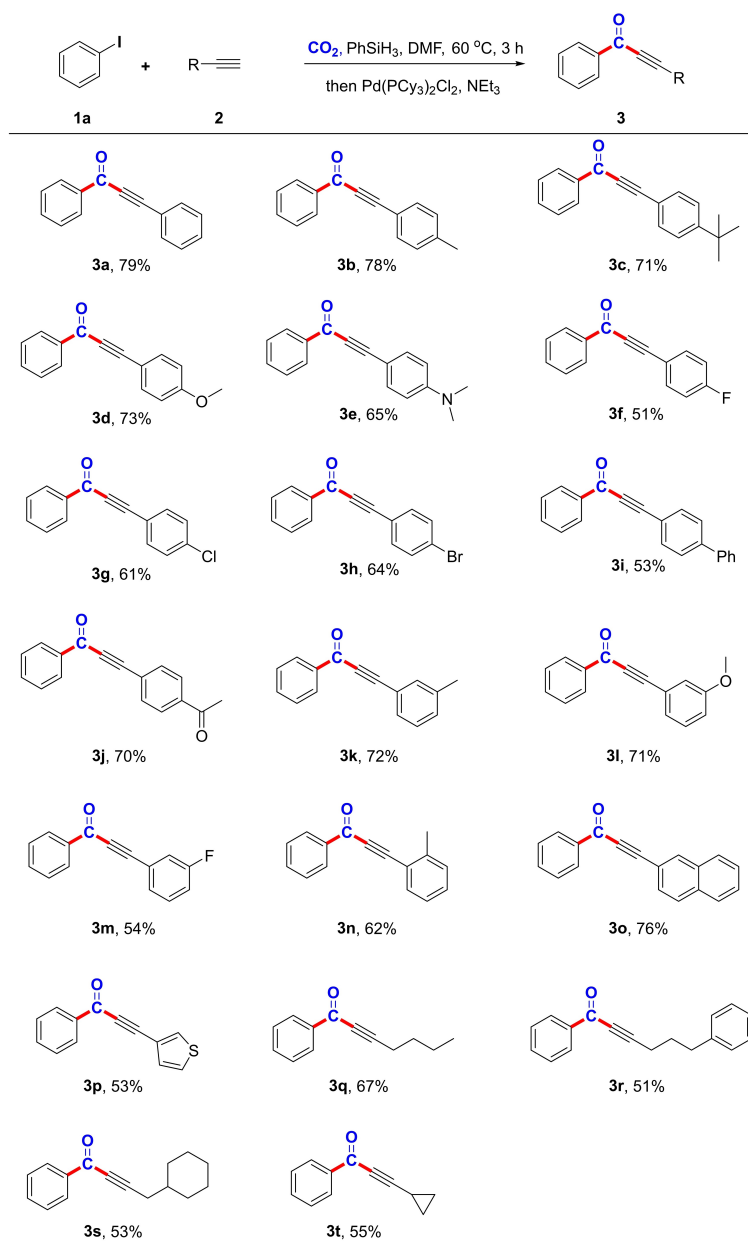 I
O
C
CO2, PhSiH3, DMF, 60 °C, 3 h
+
R
R
then Pd(PCy3)2Cl2, NEt3
1a
2
3
O
C
O
C
O
C
3a, 79%
3b, 78%
3c, 71%
O
C
O
C
O
C
O
N
F
3d, 73%
3e, 65%
3f, 51%
O
C
O
C
O
C
Cl
Br
Ph
3g, 61%
3h, 64%
3i, 53%
O
C
O
C
O
C
O
O
3j, 70%
3k, 72%
3l, 71%
O
C
O
C
O
C
F
3m, 54%
3n, 62%
3o, 76%
O
C
O
C
O
C
S
3p, 53%
3q, 67%
3r, 51%
O
C
O
C
3s, 53%
3t, 55%